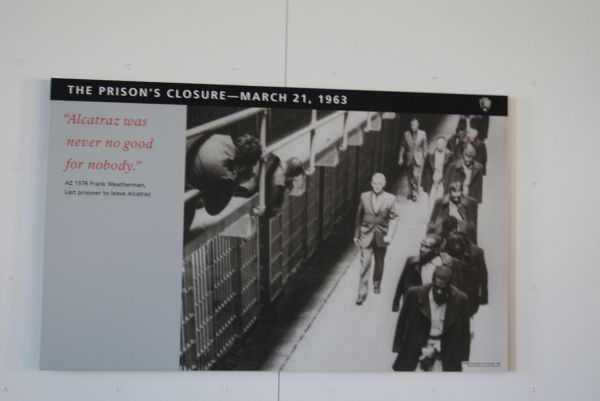 THE PRISON'S CLOSURE—MARCH 21, 1963
"Alcatraz was
never no good
for nobody."
AZ 1576 Frank Weatherman,
Last prisoner to leave Alcatraz